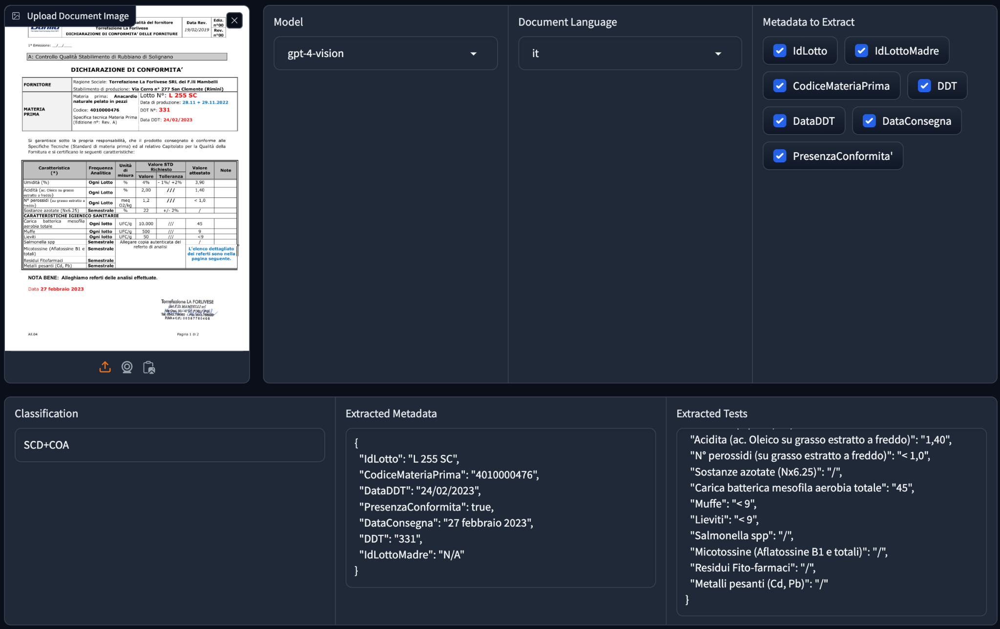 Upload Document Image
alità del fornitore
Torrefazione La Forlivese
DICHIARAZIONE DI CONFORMITA' DELLE FORNITURE
Data Rev.
19/02/2019
Ediz.
n°00
Rev.
n°00
1° Emissione: __/__/____
A: Controllo Qualità Stabilimento di Rubbiano di Solignano
DICHIARAZIONE DI CONFORMITA'
FORNITORE
Ragione Sociale: Torrefazione La Forlivese SRL dei F.lli Mambelli
Stabilimento di produzione: Via Cerro n° 277 San Clemente (Rimini)
MATERIA
PRIMA
Materia prima: Anacardio
naturale pelato in pezzi
Codice: 4010000476
Specifica tecnica Materia Prima
(Edizione n°: Rev. A)
Lotto N°: L 255 SC
Data di produzione: 28.11 + 29.11.2022
DDT N°: 331
Data DDT: 24/02/2023
Si garantisce sotto la propria responsabilità, che il prodotto consegnato è conforme alle
Specifiche Tecniche (Standard di materia prima) ed al relativo Capitolato per la Qualità della
Fornitura e si certificano le seguenti caratteristiche:
Caratteristica
(*)
Frequenza
Analitica
Unità
di
misura
Valore STD
Richiesto
Valore Tolleranza
Valore
attestato
Note
Umidità (%) Ogni Lotto % 4% - 1%/ +2% 3,90
Acidità (ac. Oleico su grasso
estratto a freddo) Ogni Lotto % 2,00 /// 1,40
N° perossidi (su grasso estratto a
freddo) Ogni Lotto meq
O2/kg 1,2 /// < 1,0
Sostanze azotate (Nx6.25) Semestrale % 22 +/- 2% /
CARATTERISTICHE IGIENICO SANITARIE
Carica batterica mesofila
aerobia totale Ogni lotto UFC/g 10.000 /// 45
Muffe Ogni lotto UFC/g 500 /// 9
Lieviti Ogni lotto UFC/g 50 /// <9
Salmonella spp Semestrale Allegare copia autenticata del
referto di analisi /
Micotossine (Aflatossine B1 e
totali) Semestrale
L'elenco dettagliato
dei referti sono nella
pagina seguente.
Residui Fitofarmaci Semestrale
Metalli pesanti (Cd, Pb) Semestrale
NOTA BENE: Alleghiamo referti delle analisi effettuate.
Data 27 febbraio 2023
Torrefazione LA FORLIVESE
dei F.lli MAMBELLI srl
All.04
Pagina 1 di 2
Model
gpt-4-vision
Document Language
it
Metadata to Extract
IdLotto
IdLottoMadre
CodiceMateriaPrima
DDT
DataDDT
DataConsegna
PresenzaConformita'
Classification
SCD+COA
Extracted Metadata
{
"IdLotto": "L 255 SC",
"CodiceMateriaPrima": "4010000476",
"DataDDT": "24/02/2023",
"PresenzaConformita": true,
"DataConsegna": "27 febbraio 2023",
"DDT": "331",
"IdLottoMadre": "N/A"
}
Extracted Tests
"Acidita (ac. Oleico su grasso estratto a freddo)": "1,40",
"N° perossidi (su grasso estratto a freddo)": "< 1,0",
"Sostanze azotate (Nx6.25)": "/",
"Carica batterica mesofila aerobia totale": "45",
"Muffe": "< 9",
"Lieviti": "< 9",
"Salmonella spp": "/",
"Micotossine (Aflatossine B1 e totali)": "/",
"Residui Fito-farmaci": "/",
"Metalli pesanti (Cd, Pb)": "/"
}